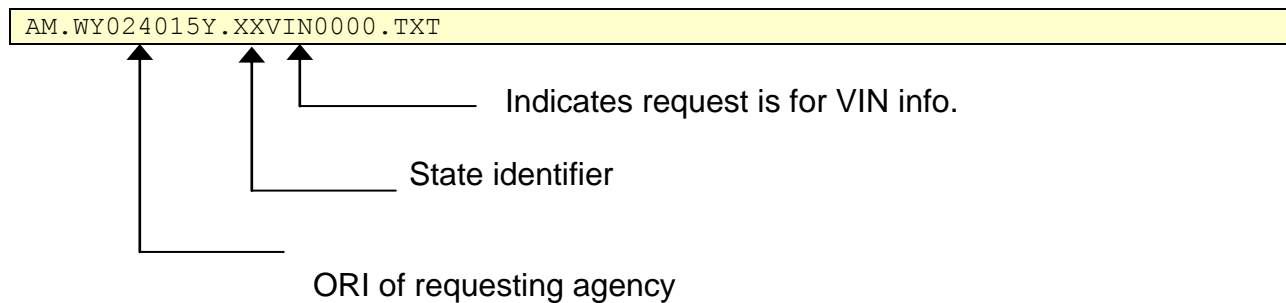 AM.WY024015Y.XXVIN0000.TXT
Indicates request is for VIN info.
State identifier
ORI of requesting agency